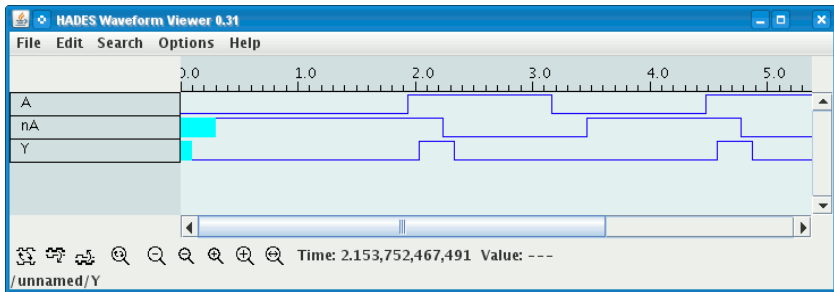 HADES Waveform Viewer 0.31
File Edit Search Options Help
0.0 1.0 2.0 3.0 4.0 5.0
A
nA
Y
Time: 2.153,752,467,491 Value: ---
/unnamed/Y